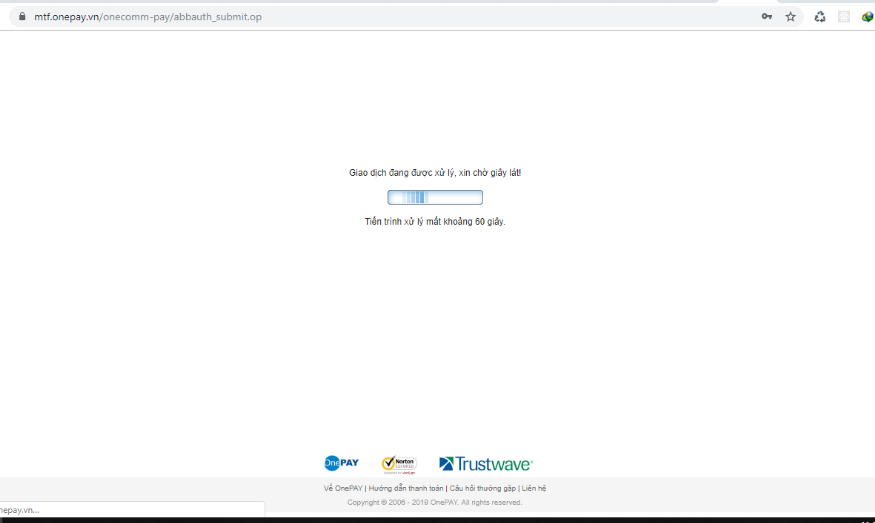 mtf.onepay.vn/onecomm-pay/abbauth_submit.op
Giao dịch đang được xử lý, xin chờ giây lát!
Tiến trình xử lý mất khoảng 60 giây.
OnePAY Norton Trustwave®
Về OnePAY | Hướng dẫn thanh toán | Câu hỏi thường gặp | Liên hệ
Copyright © 2006 - 2019 OnePAY. All rights reserved.
nepay.vn...